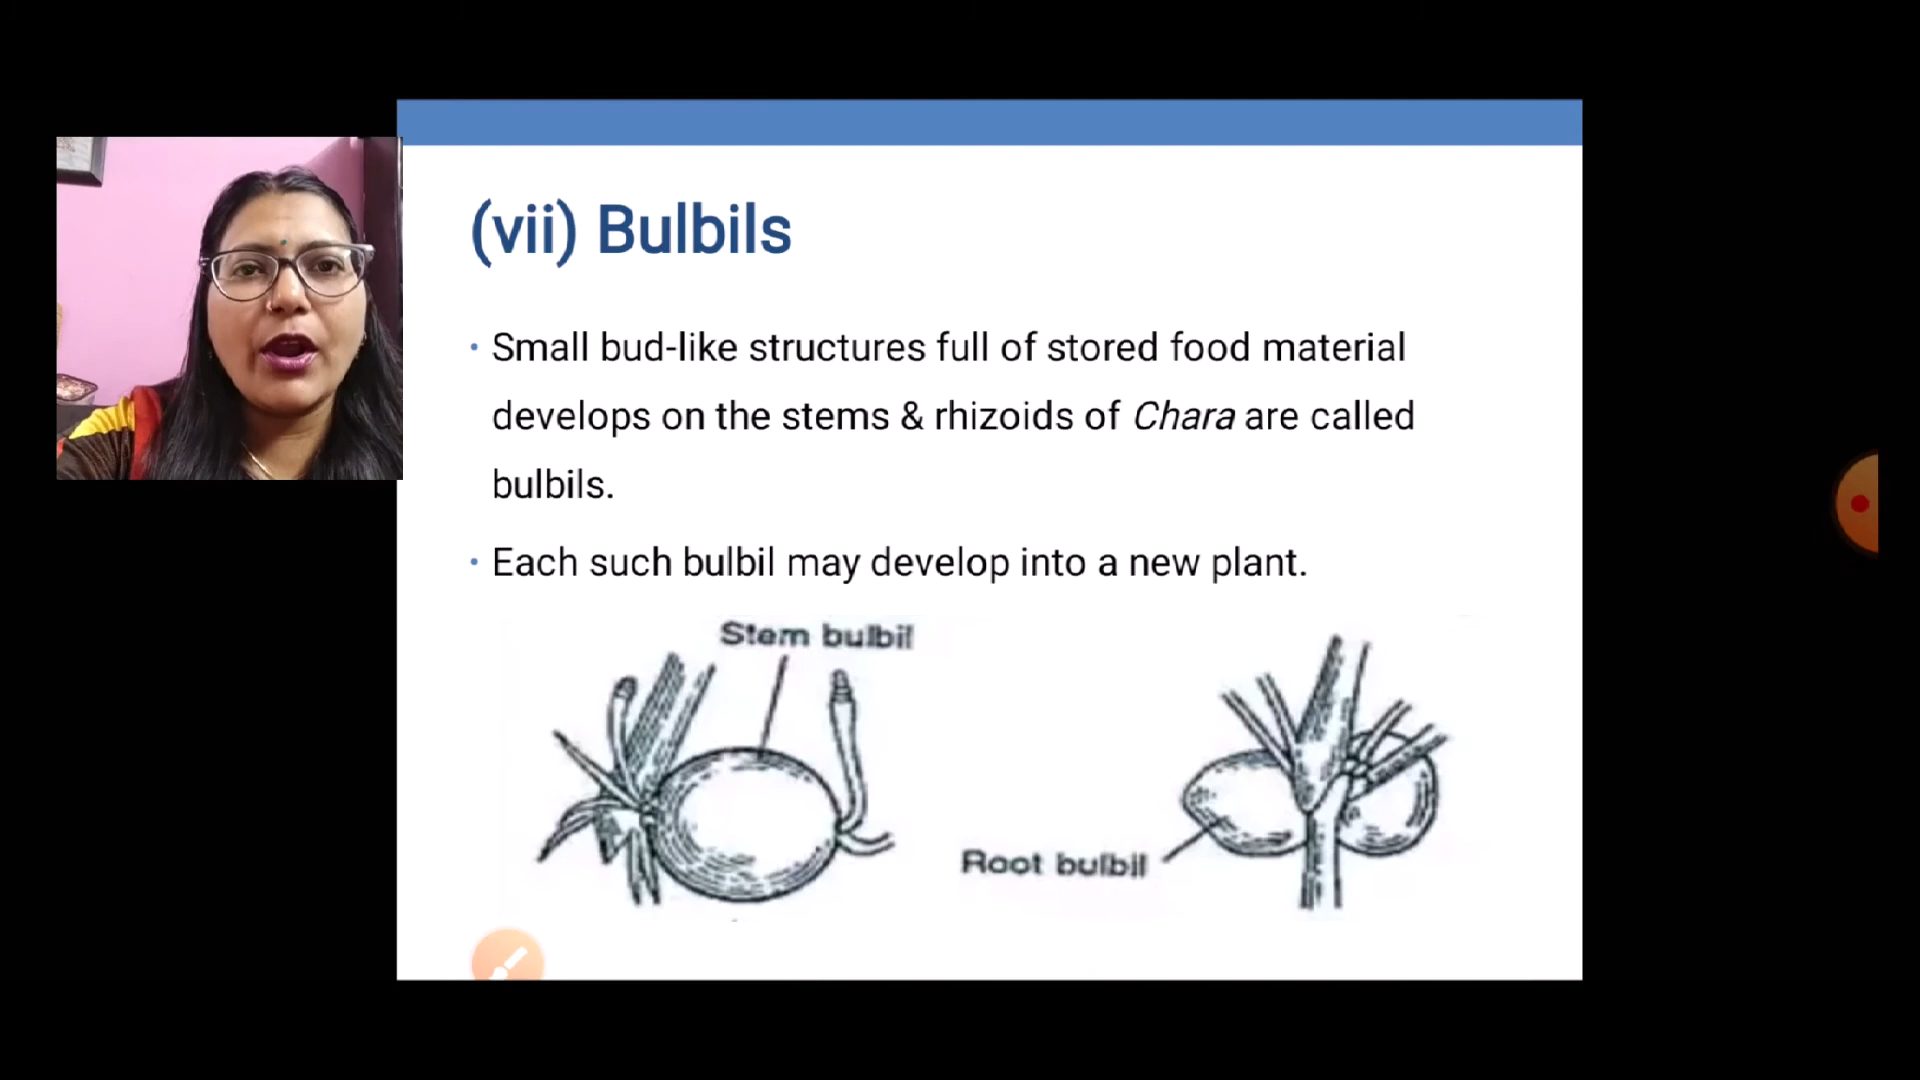 (vii) Bulbils
• Small bud-like structures full of stored food material
develops on the stems & rhizoids of Chara are called
bulbils.
• Each such bulbil may develop into a new plant.
Stem bulbil
Root bulbil